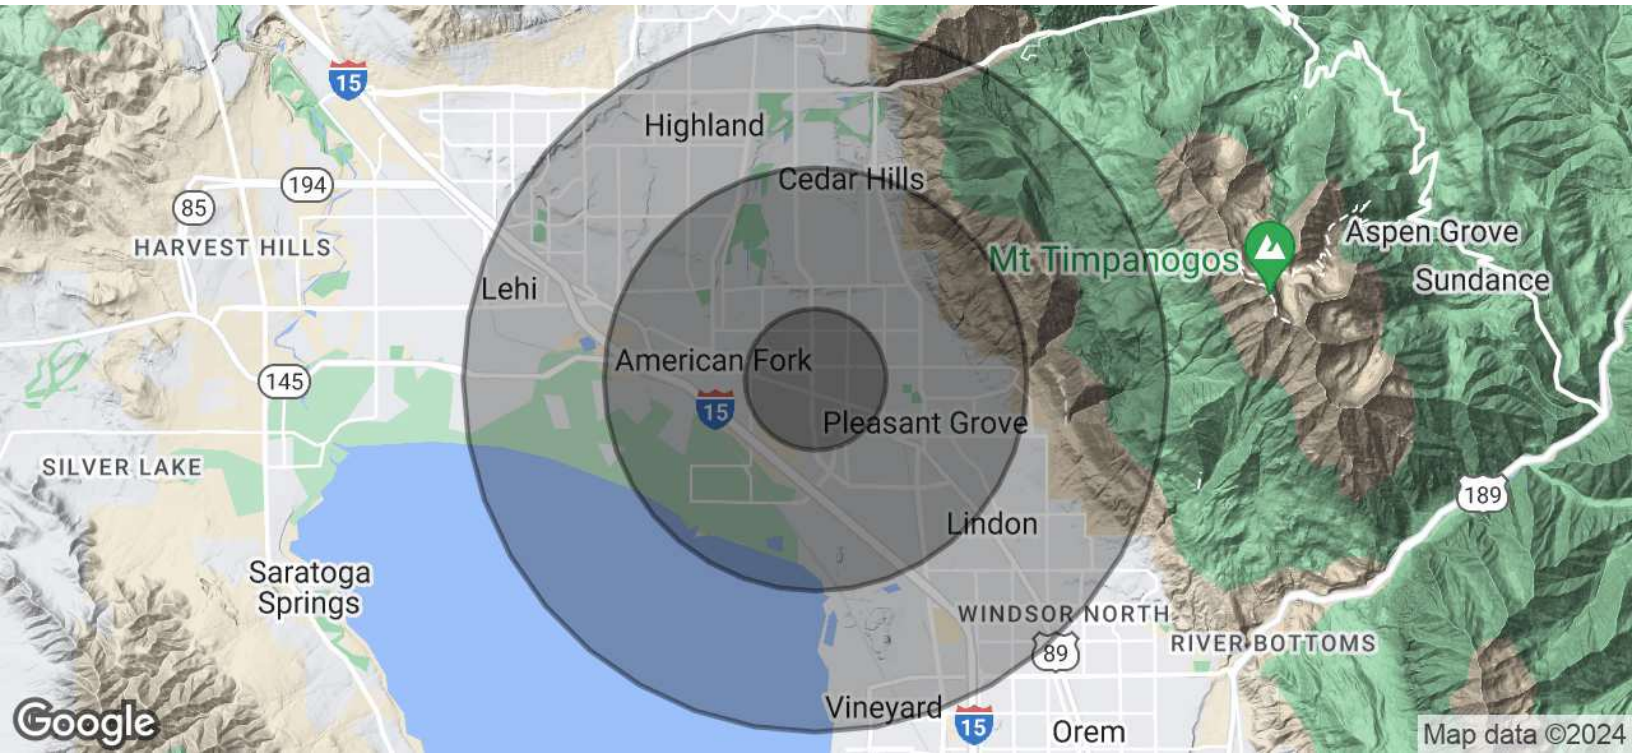 15
Highland
Cedar Hills
194
85
HARVEST HILLS
Mt Timpanogos
Aspen Grove
Sundance
Lehi
American Fork
145
15
Pleasant Grove
SILVER LAKE
189
Lindon
Saratoga
Springs
WINDSOR NORTH
RIVER BOTTOMS
89
Vineyard
15
Orem
Google
Map data ©2024